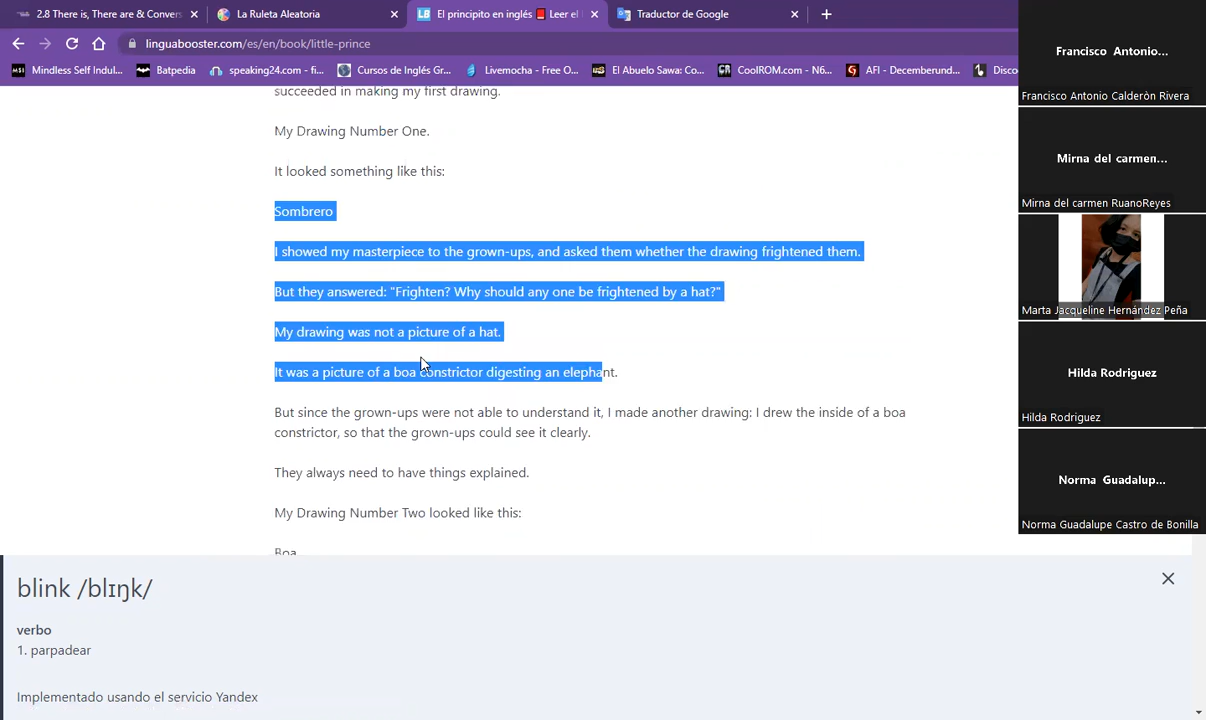 2.8 There is, There are & Convers
La Ruleta Aleatoria
El principito en inglés 📕 Leer el
Traductor de Google
linguabooster.com/es/en/book/little-prince
Mindless Self Indul...
Batpedia
speaking24.com - fi...
Cursos de Inglés Gr...
Livemocha - Free O...
El Abuelo Sawa: Co...
CoolROM.com - N6...
AFI - Decemberund...
Disco
succeeded in making my first drawing.
My Drawing Number One.
It looked something like this:
Sombrero
I showed my masterpiece to the grown-ups, and asked them whether the drawing frightened them.
But they answered: "Frighten? Why should any one be frightened by a hat?"
My drawing was not a picture of a hat.
It was a picture of a boa constrictor digesting an elephant.
But since the grown-ups were not able to understand it, I made another drawing: I drew the inside of a boa
constrictor, so that the grown-ups could see it clearly.
They always need to have things explained.
My Drawing Number Two looked like this:
Boa
blink /blɪŋk/
verbo
1. parpadear
Implementado usando el servicio Yandex
Francisco Antonio...
Francisco Antonio Calderòn Rivera
Mirna del carmen...
Mirna del carmen RuanoReyes
Marta Jacqueline Hernández Peña
Hilda Rodriguez
Hilda Rodriguez
Norma Guadalup...
Norma Guadalupe Castro de Bonilla